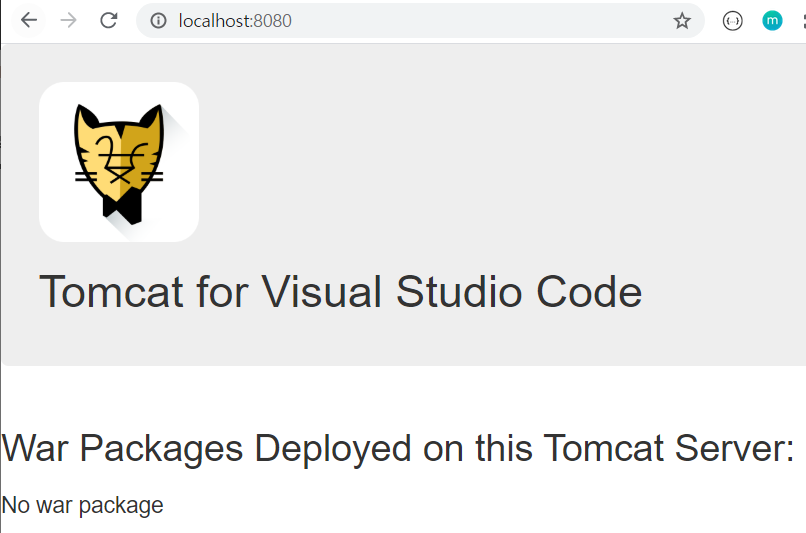 localhost:8080
m
Tomcat for Visual Studio Code
War Packages Deployed on this Tomcat Server:
No war package